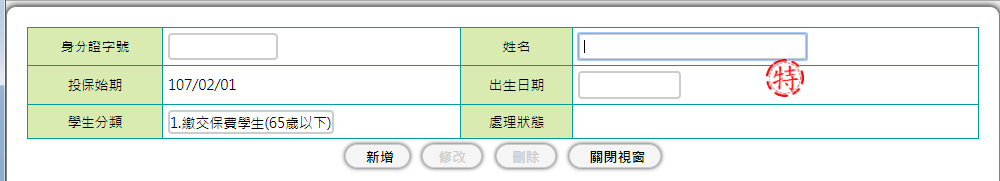 身分證字號 姓名
投保始期 107/02/01 出生日期
特
學生分類 1.繳交保費學生(65歲以下) 處理狀態
新增 修改 刪除 關閉視窗